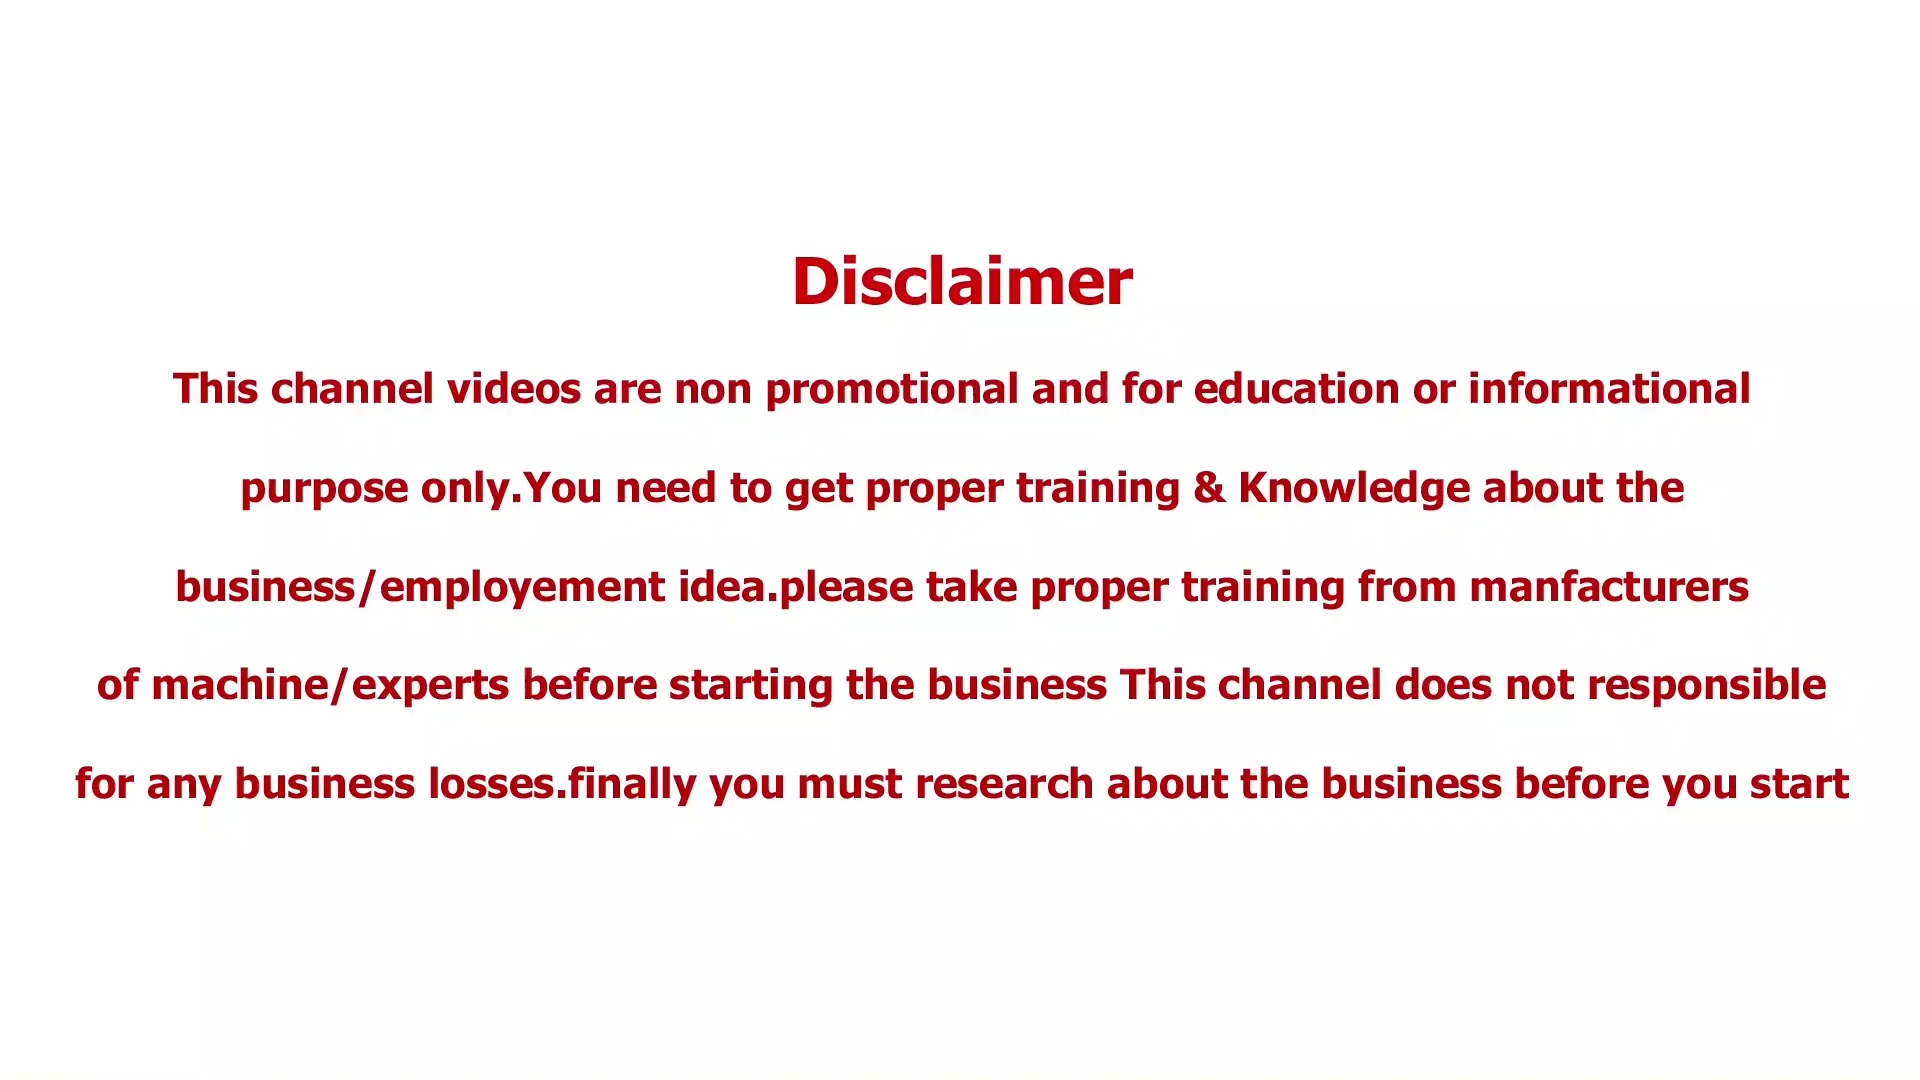 Disclaimer
This channel videos are non promotional and for education or informational
purpose only.You need to get proper training & Knowledge about the
business/employement idea.please take proper training from manfacturers
of machine/experts before starting the business This channel does not responsible
for any business losses.finally you must research about the business before you start